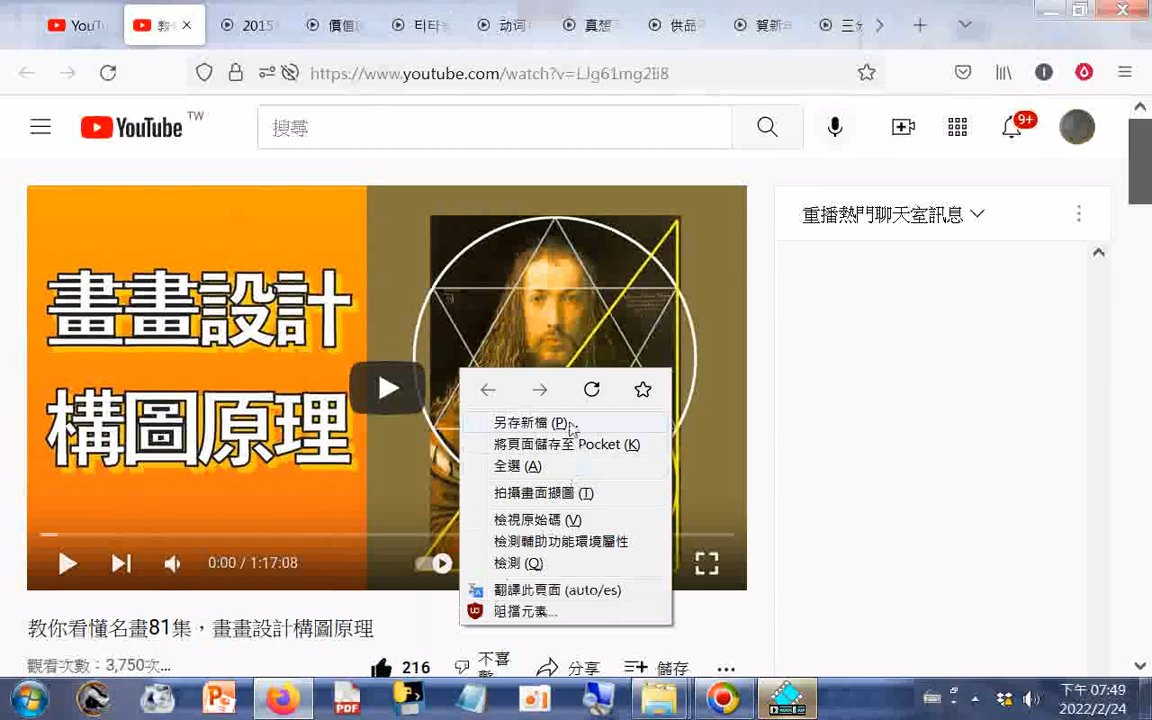 YouTu
教你
2015
價值
티타
动词
真想
供品
賀新
三么
https://www.youtube.com/watch?v=LJg61mg2Ii8
YouTube TW
搜尋
9+
重播熱門聊天室訊息
畫畫設計
構圖原理
另存新檔 (P)...
將頁面儲存至 Pocket (K)
全選 (A)
拍攝畫面擷圖 (T)
檢視原始碼 (V)
檢測輔助功能環境屬性
檢測 (Q)
翻譯此頁面 (auto/es)
阻擋元素...
0:00 / 1:17:08
教你看懂名畫81集，畫畫設計構圖原理
觀看次數：3,750次...
216
不喜
歡
分享
儲存
PDF
下午 07:49
2022/2/24